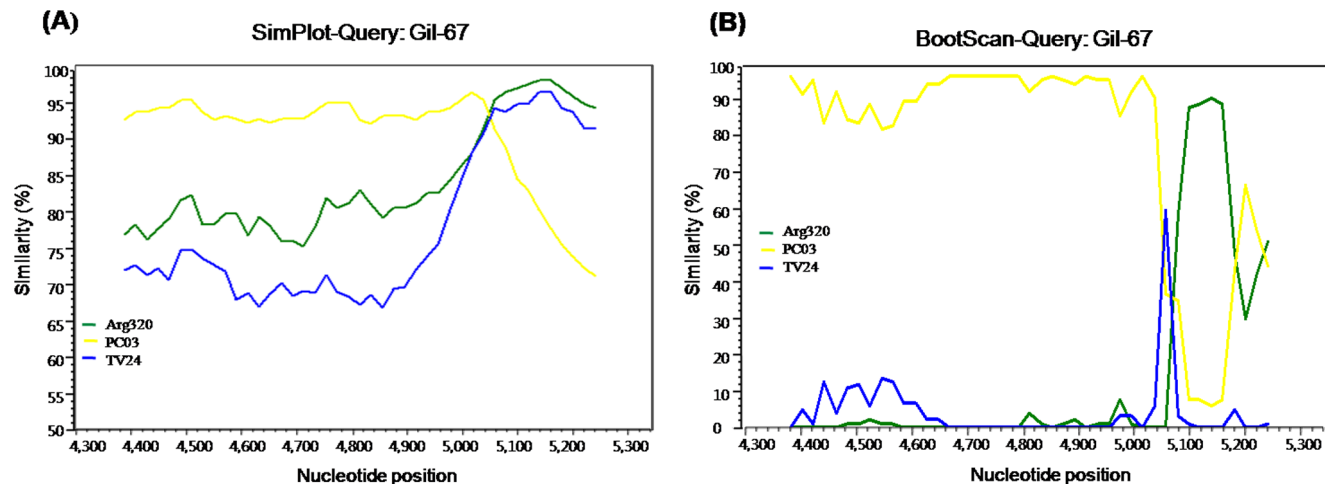 (A)
SimPlot-Query: Gil-67
Similarity (%)
100
95
90
85
80
75
70
65
60
55
50
Arg320
PC03
TV24
4,300 4,400 4,500 4,600 4,700 4,800 4,900 5,000 5,100 5,200 5,300
Nucleotide position
(B)
BootScan-Query: Gil-67
Similarity (%)
100
90
80
70
60
50
40
30
20
10
0
Arg320
PC03
TV24
4,300 4,400 4,500 4,600 4,700 4,800 4,900 5,000 5,100 5,200 5,300
Nucleotide position